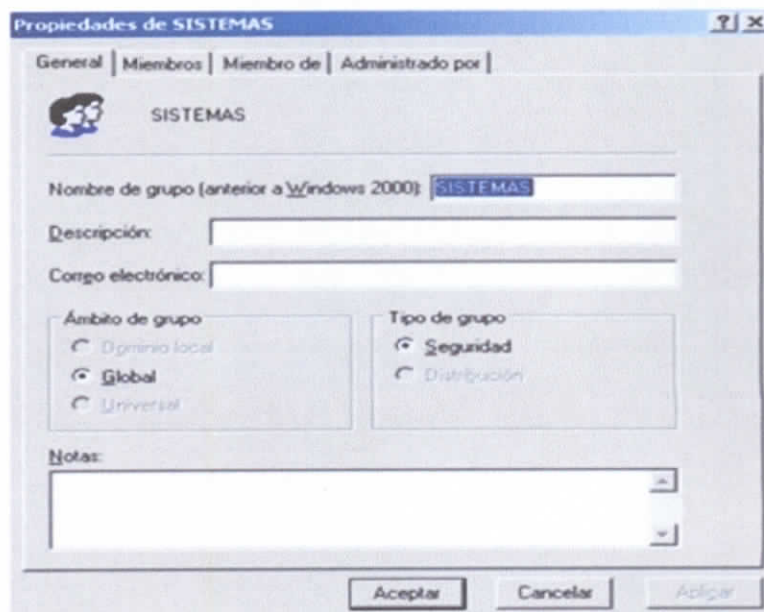 Propiedades de SISTEMAS
General Miembros Miembro de Administrado por
SISTEMAS
Nombre de grupo (anterior a Windows 2000): SISTEMAS
Descripción:
Correo electrónico:
Ámbito de grupo
Dominio local
Global
Universal
Tipo de grupo
Seguridad
Distribución
Notas:
Aceptar Cancelar Aplicar